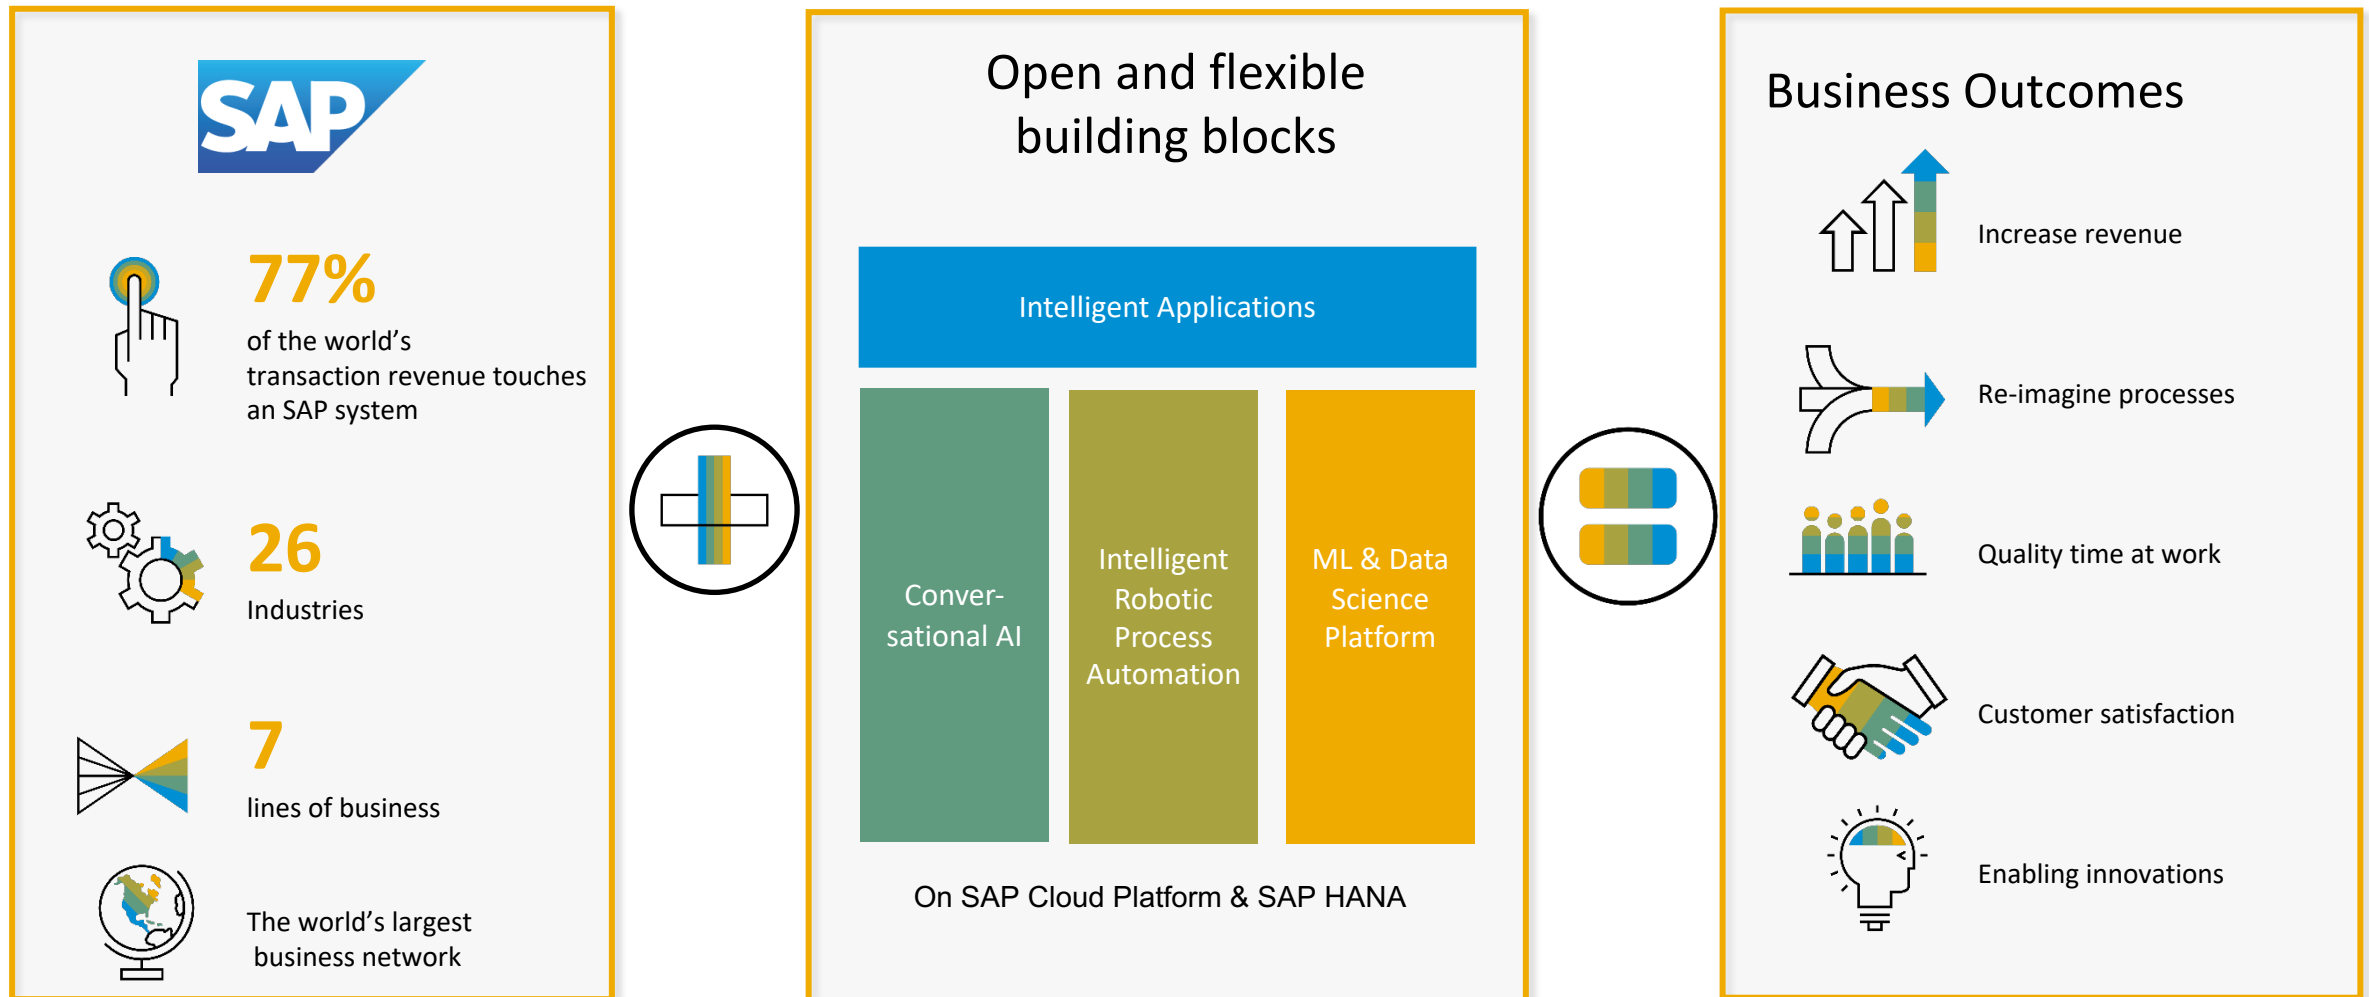 SAP
77%
of the world's
transaction revenue touches
an SAP system
26
Industries
7
lines of business
The world's largest
business network
Open and flexible
building blocks
Intelligent Applications
Conver-
sational AI
Intelligent
Robotic
Process
Automation
ML & Data
Science
Platform
On SAP Cloud Platform & SAP HANA
Business Outcomes
Increase revenue
Re-imagine processes
Quality time at work
Customer satisfaction
Enabling innovations